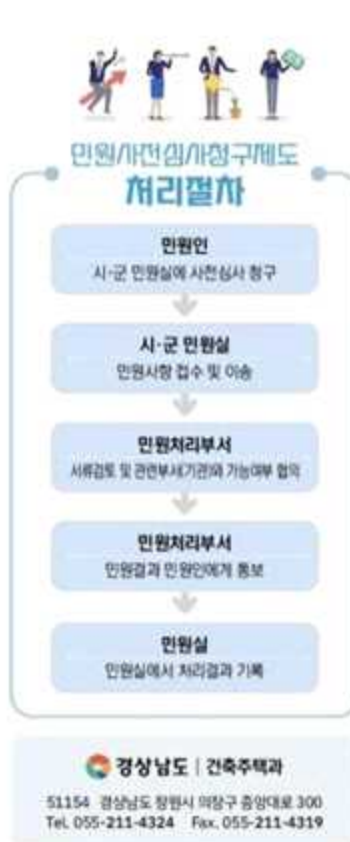 민원사전심사청구제도
처리절차
민원인
시·군 민원실에 사전심사 청구
시·군 민원실
민원사항 접수 및 이송
민원처리부서
서류검토 및 관련부서(기관)와 가능여부 협의
민원처리부서
민원결과 민원인에게 통보
민원실
민원실에서 처리결과 기록
경상남도 | 건축주택과
51154 경상남도 창원시 의창구 중앙대로 300
Tel. 055-211-4324 Fax. 055-211-4319